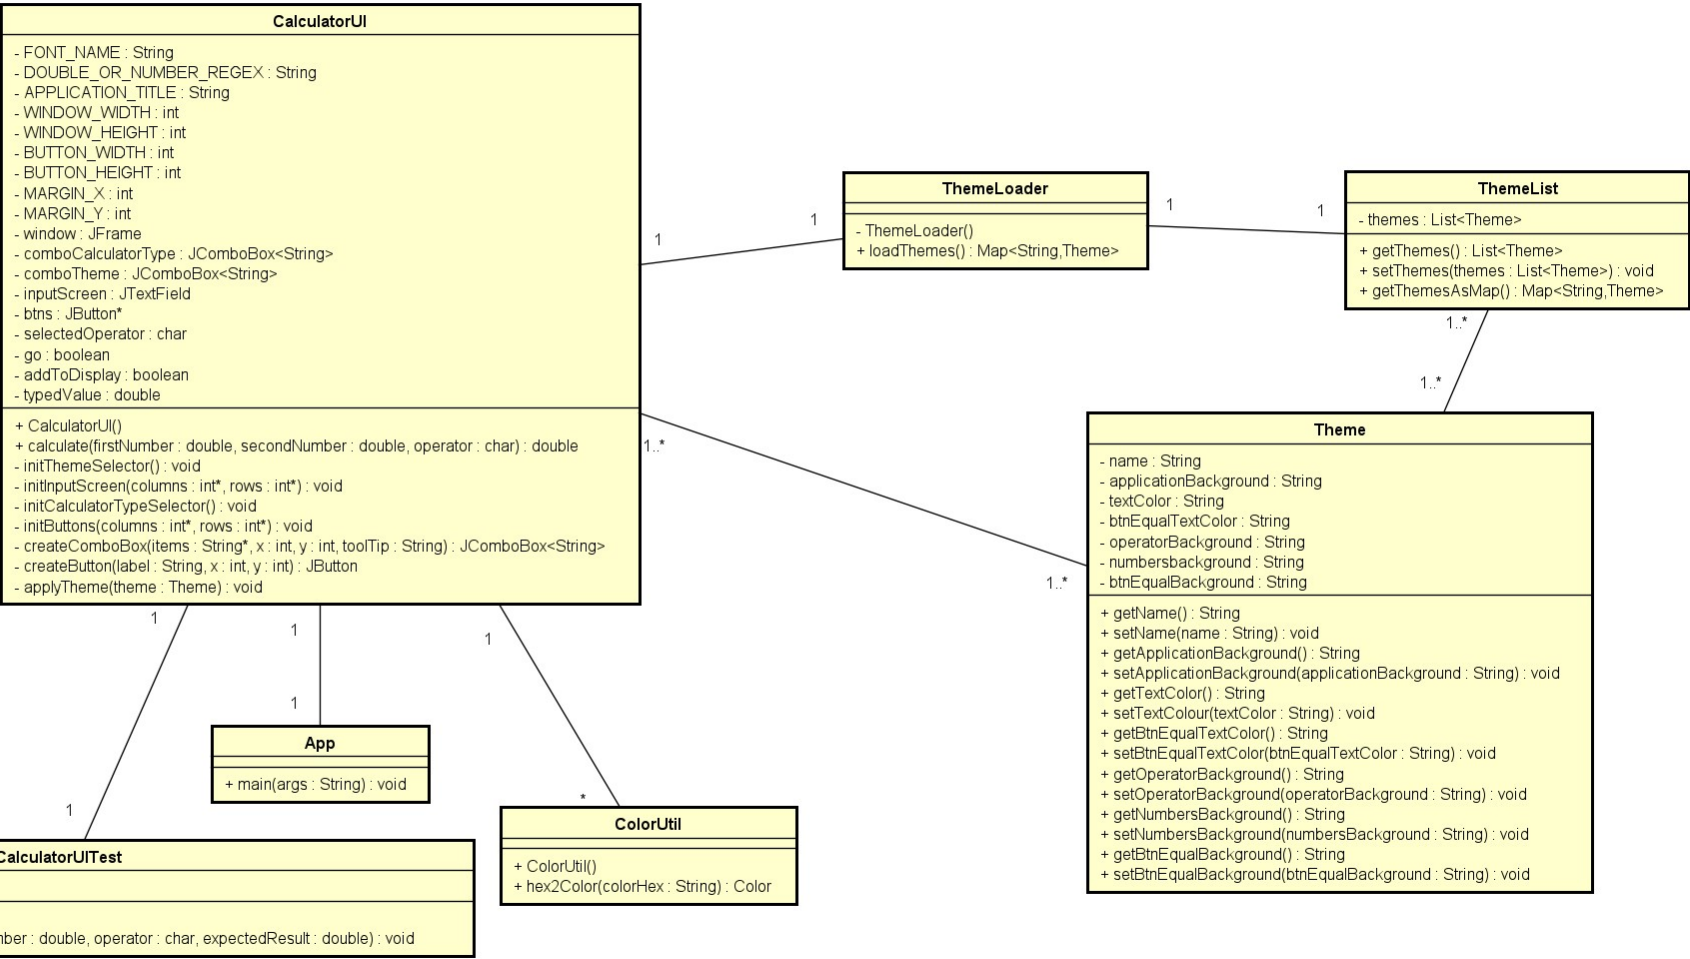 CalculatorUI
- FONT_NAME : String
- DOUBLE_OR_NUMBER_REGEX : String
- APPLICATION_TITLE : String
- WINDOW_WIDTH : int
- WINDOW_HEIGHT : int
- BUTTON_WIDTH : int
- BUTTON_HEIGHT : int
- MARGIN_X : int
- MARGIN_Y : int
- window : JFrame
- comboCalculatorType : JComboBox<String>
- comboTheme : JComboBox<String>
- inputScreen : JTextField
- btns : JButton*
- selectedOperator : char
- go : boolean
- addToDisplay : boolean
- typedValue : double
+ CalculatorUI()
+ calculate(firstNumber : double, secondNumber : double, operator : char) : double
- initThemeSelector() : void
- initInputScreen(columns : int*, rows : int*) : void
- initCalculatorTypeSelector() : void
- initButtons(columns : int*, rows : int*) : void
- createComboBox(items : String*, x : int, y : int, toolTip : String) : JComboBox<String>
- createButton(label : String, x : int, y : int) : JButton
- applyTheme(theme : Theme) : void
1
1
ThemeLoader
- ThemeLoader()
+ loadThemes() : Map<String,Theme>
1
1
ThemeList
- themes : List<Theme>
+ getThemes() : List<Theme>
+ setThemes(themes : List<Theme>) : void
+ getThemesAsMap() : Map<String,Theme>
1..*
1..*
1..*
1..*
Theme
- name : String
- applicationBackground : String
- textColor : String
- btnEqualTextColor : String
- operatorBackground : String
- numbersbackground : String
- btnEqualBackground : String
+ getName() : String
+ setName(name : String) : void
+ getApplicationBackground() : String
+ setApplicationBackground(applicationBackground : String) : void
+ getTextColor() : String
+ setTextColour(textColor : String) : void
+ getBtnEqualTextColor() : String
+ setBtnEqualTextColor(btnEqualTextColor : String) : void
+ getOperatorBackground() : String
+ setOperatorBackground(operatorBackground : String) : void
+ getNumbersBackground() : String
+ setNumbersBackground(numbersBackground : String) : void
+ getBtnEqualBackground() : String
+ setBtnEqualBackground(btnEqualBackground : String) : void
1
1
1
1
App
+ main(args : String) : void
1
*
ColorUtil
+ ColorUtil()
+ hex2Color(colorHex : String) : Color
CalculatorUITest
: double, operator : char, expectedResult : double) : void